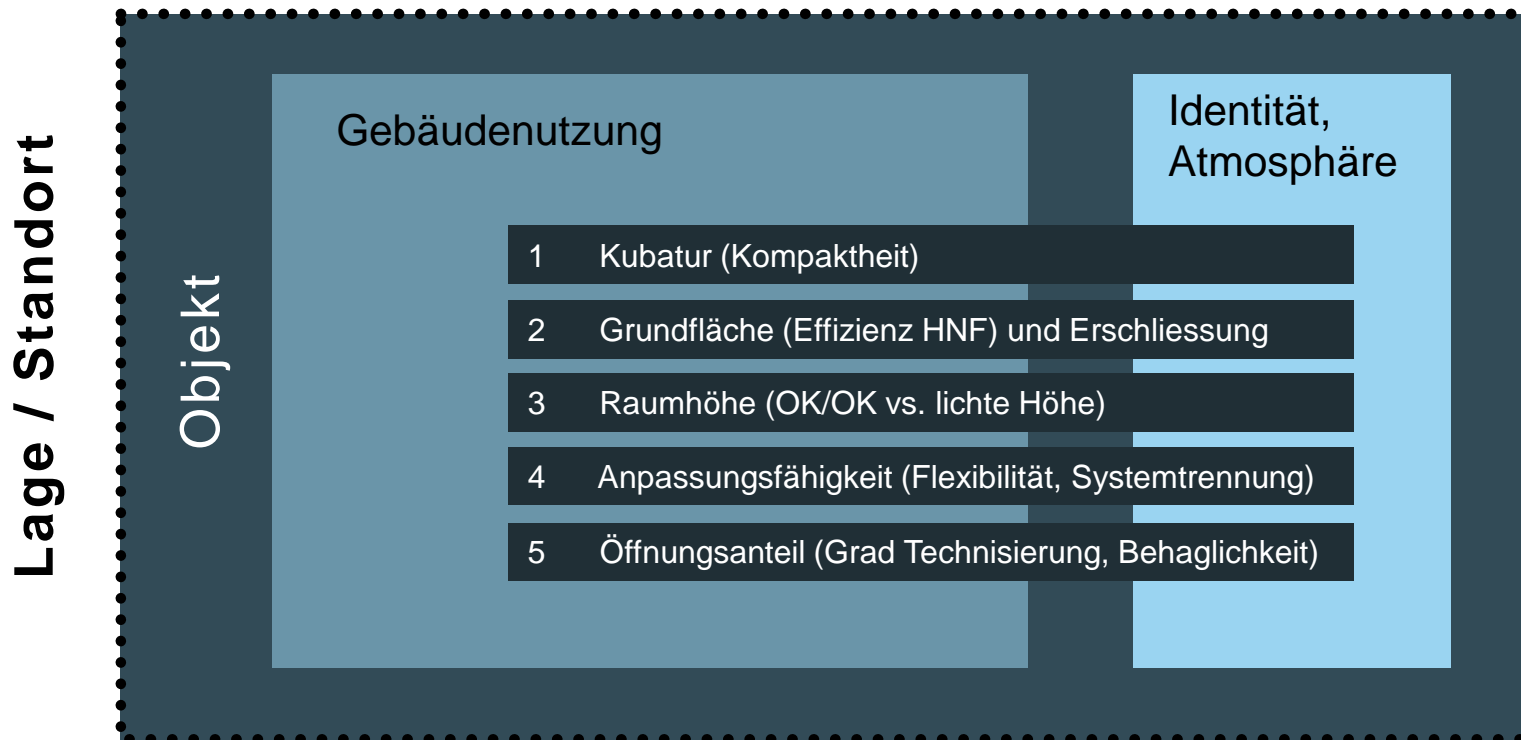 Lage / Standort
Objekt
Gebäudenutzung
Identität,
Atmosphäre
1 Kubatur (Kompaktheit)
2 Grundfläche (Effizienz HNF) und Erschliessung
3 Raumhöhe (OK/OK vs. lichte Höhe)
4 Anpassungsfähigkeit (Flexibilität, Systemtrennung)
5 Öffnungsanteil (Grad Technisierung, Behaglichkeit)